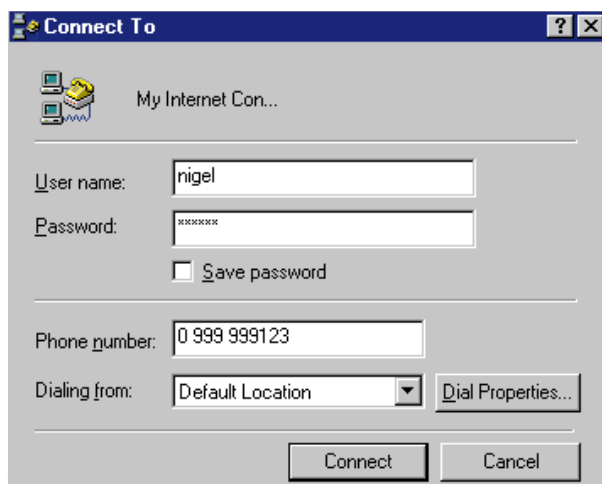 Connect To
My Internet Con...
User name: nigel
Password: ******
Save password
Phone number: 0 999 999123
Dialing from: Default Location Dial Properties...
Connect Cancel